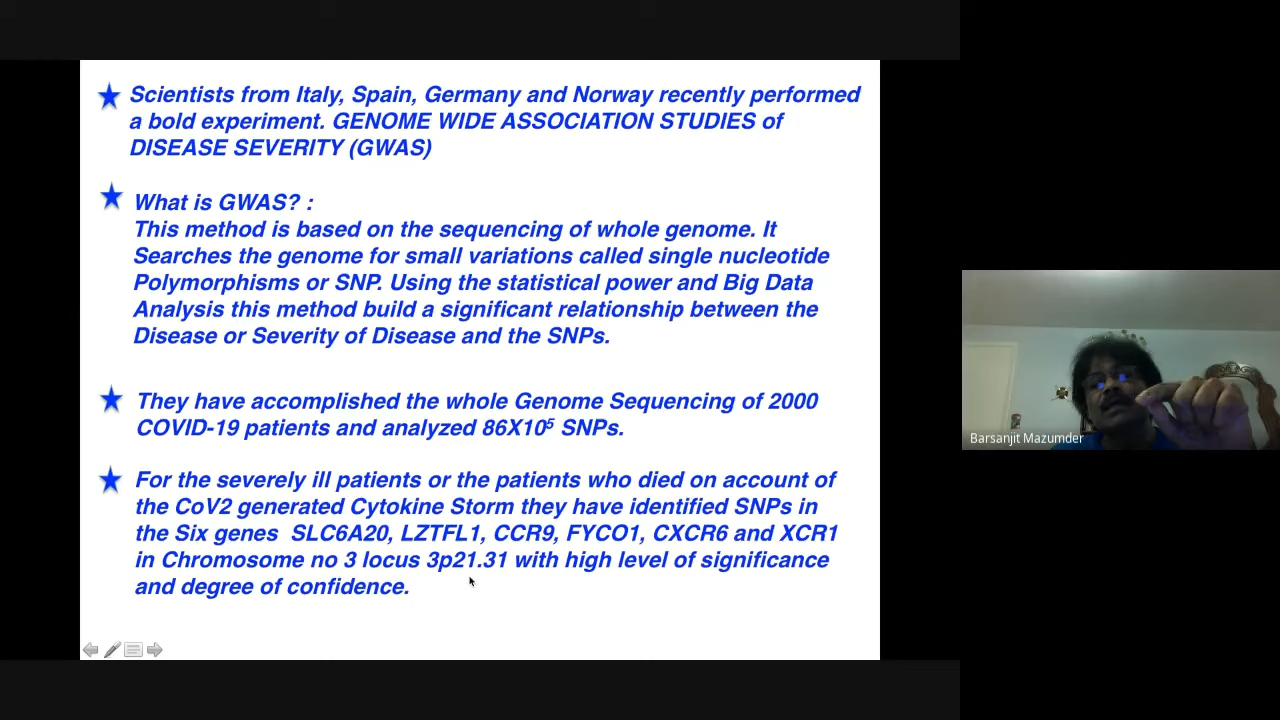 Scientists from Italy, Spain, Germany and Norway recently performed
a bold experiment. GENOME WIDE ASSOCIATION STUDIES of
DISEASE SEVERITY (GWAS)
What is GWAS? :
This method is based on the sequencing of whole genome. It
Searches the genome for small variations called single nucleotide
Polymorphisms or SNP. Using the statistical power and Big Data
Analysis this method build a significant relationship between the
Disease or Severity of Disease and the SNPs.
They have accomplished the whole Genome Sequencing of 2000
COVID-19 patients and analyzed 86X10⁵ SNPs.
For the severely ill patients or the patients who died on account of
the CoV2 generated Cytokine Storm they have identified SNPs in
the Six genes SLC6A20, LZTFL1, CCR9, FYCO1, CXCR6 and XCR1
in Chromosome no 3 locus 3p21.31 with high level of significance
and degree of confidence.
Barsanjit Mazumder